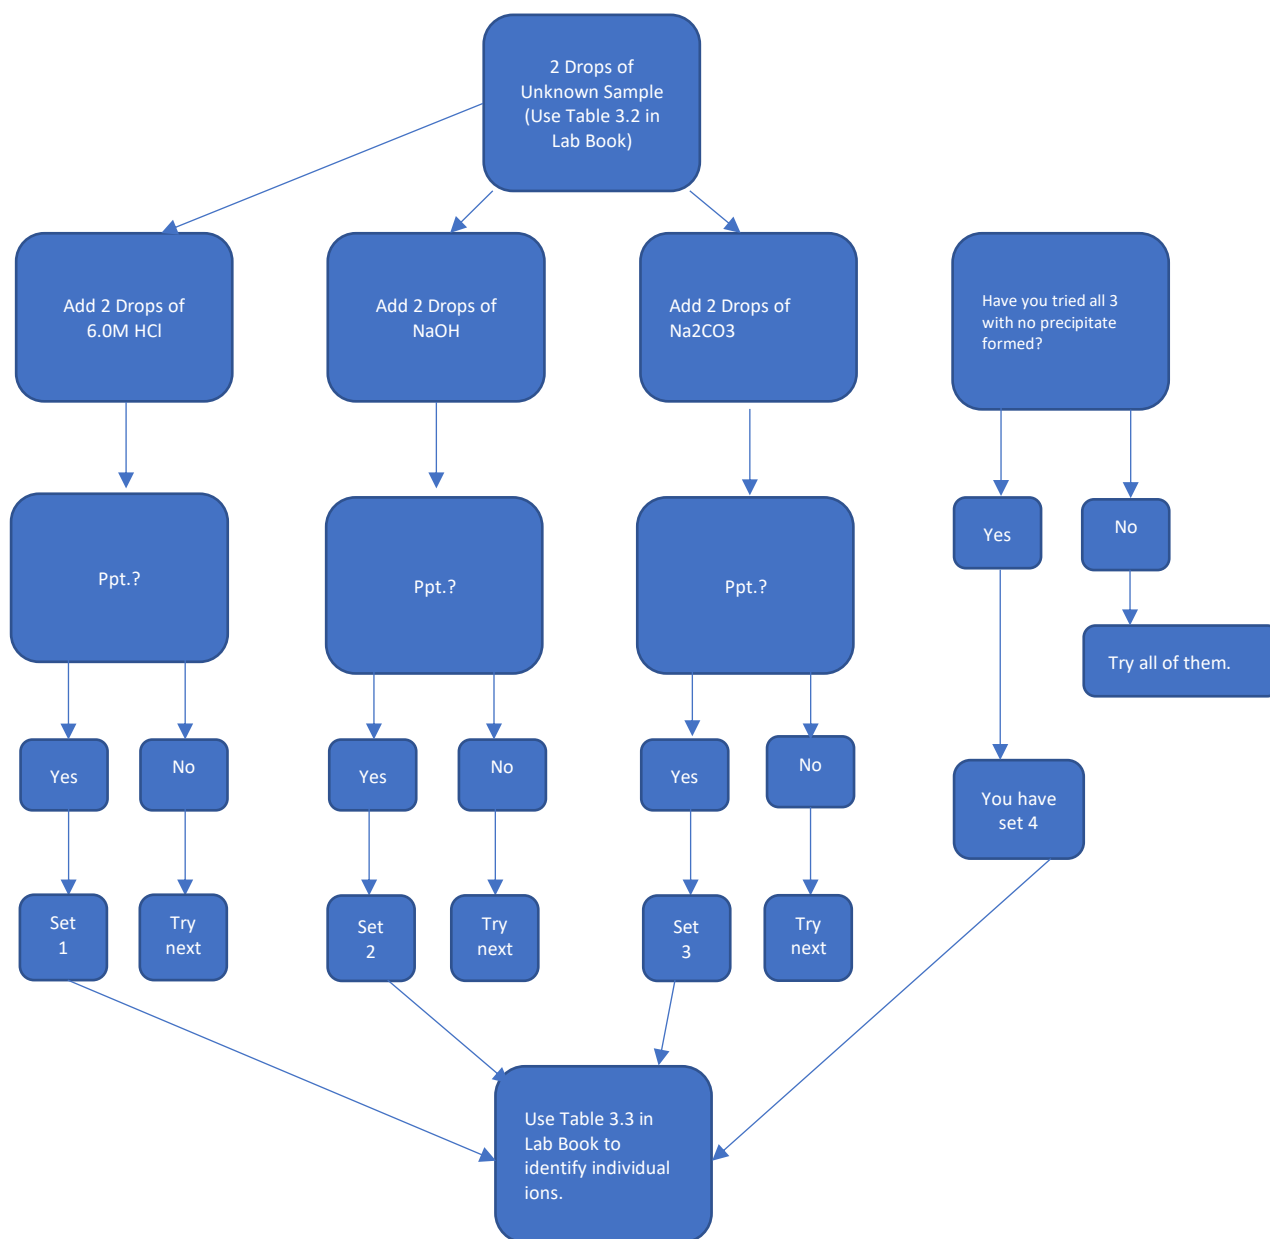 2 Drops of
Unknown Sample
(Use Table 3.2 in
Lab Book)
Add 2 Drops of
6.0M HCl
Add 2 Drops of
NaOH
Add 2 Drops of
Na2CO3
Have you tried all 3
with no precipitate
formed?
Ppt.?
Ppt.?
Ppt.?
Yes
No
Try all of them.
Yes
No
Yes
No
Yes
No
You have
set 4
Set
1
Try
next
Set
2
Try
next
Set
3
Try
next
Use Table 3.3 in
Lab Book to
identify individual
ions.